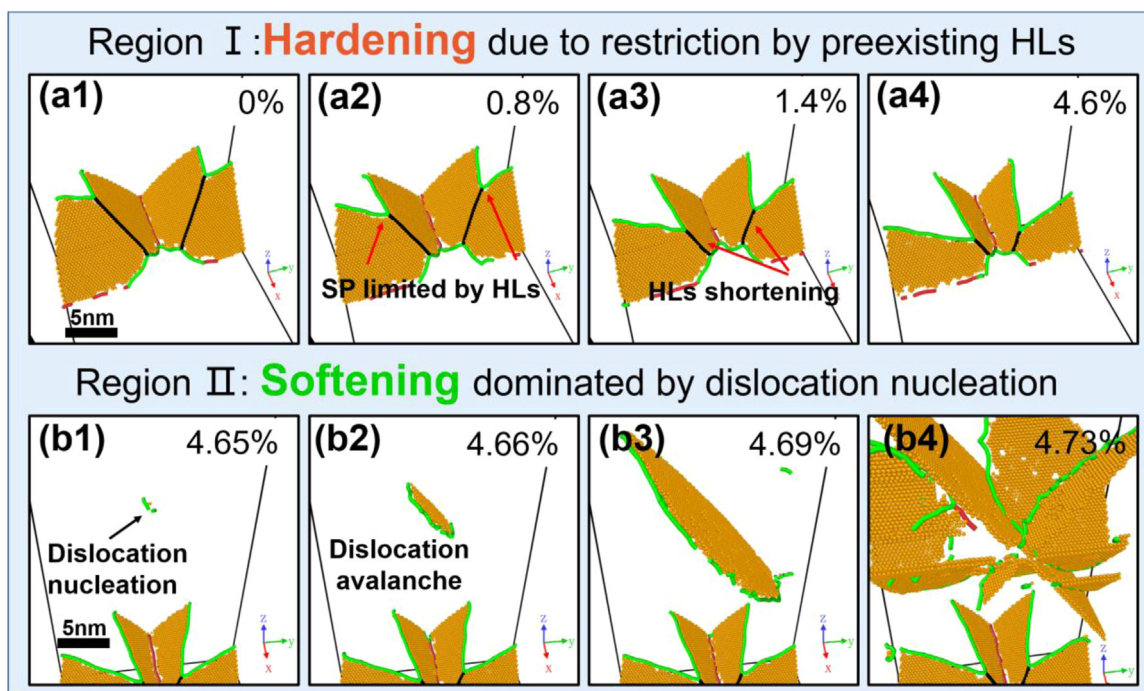 Region Ⅰ:Hardening due to restriction by preexisting HLs
(a1) 0%
(a2) 0.8%
(a3) 1.4%
(a4) 4.6%
SP limited by HLs
HLs shortening
5nm
z
y
x
z
y
x
z
y
x
z
y
x
Region Ⅱ: Softening dominated by dislocation nucleation
(b1) 4.65%
(b2) 4.66%
(b3) 4.69%
(b4) 4.73%
Dislocation
nucleation
Dislocation
avalanche
5nm
z
y
x
z
y
x
z
y
x
z
y
x